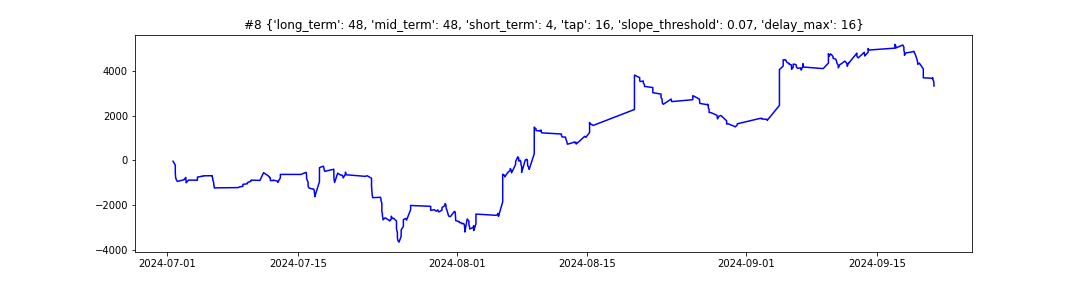 #8 {'long_term': 48, 'mid_term': 48, 'short_term': 4, 'tap': 16, 'slope_threshold': 0.07, 'delay_max': 16}
4000
2000
0
−2000
−4000
2024-07-01 2024-07-15 2024-08-01 2024-08-15 2024-09-01 2024-09-15